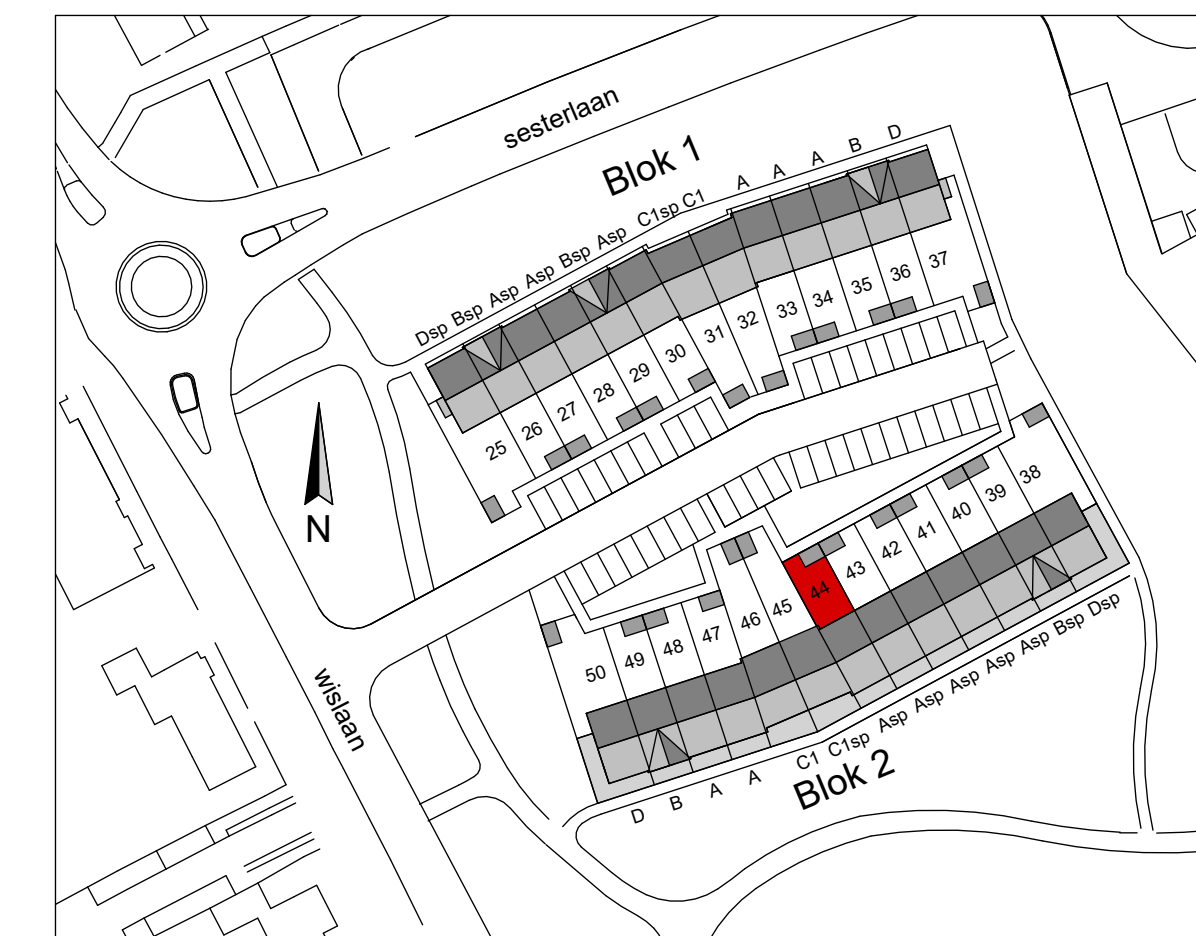 sesterlaan
Blok 1
Dsp Bsp Asp Asp Bsp Asp C1sp C1 A A A B D
25 26 27 28 29 30 31 32 33 34 35 36 37
N
wislaan
50 49 48 47 46 45 44 43 42 41 40 39 38
D B A A C1 C1sp Asp Asp Asp Asp Asp Bsp Dsp
Blok 2